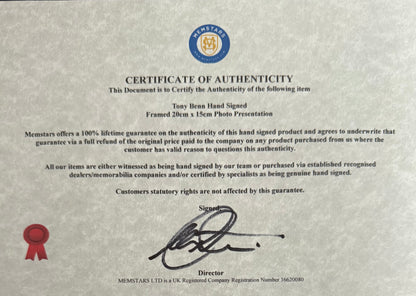 MEMSTARS
CERTIFICATE OF AUTHENTICITY
This Document is to Certify the Authenticity of the following item
Tony Benn Hand Signed
Framed 20cm x 15cm Photo Presentation
Memstars offers a 100% lifetime guarantee on the authenticity of this hand signed product and agrees to underwrite that
guarantee via a full refund of the original price paid to the company on any product purchased from us where the
customer has valid reason to questions this authenticity.
All our items are either witnessed as being hand signed by our team or purchased via established recognised
dealers/memorabilia companies and/or certified by specialists as being genuine hand signed.
Customers statutory rights are not affected by this guarantee.
Signed
Director
MEMSTARS LTD is a UK Registered Company Registration Number 16620080